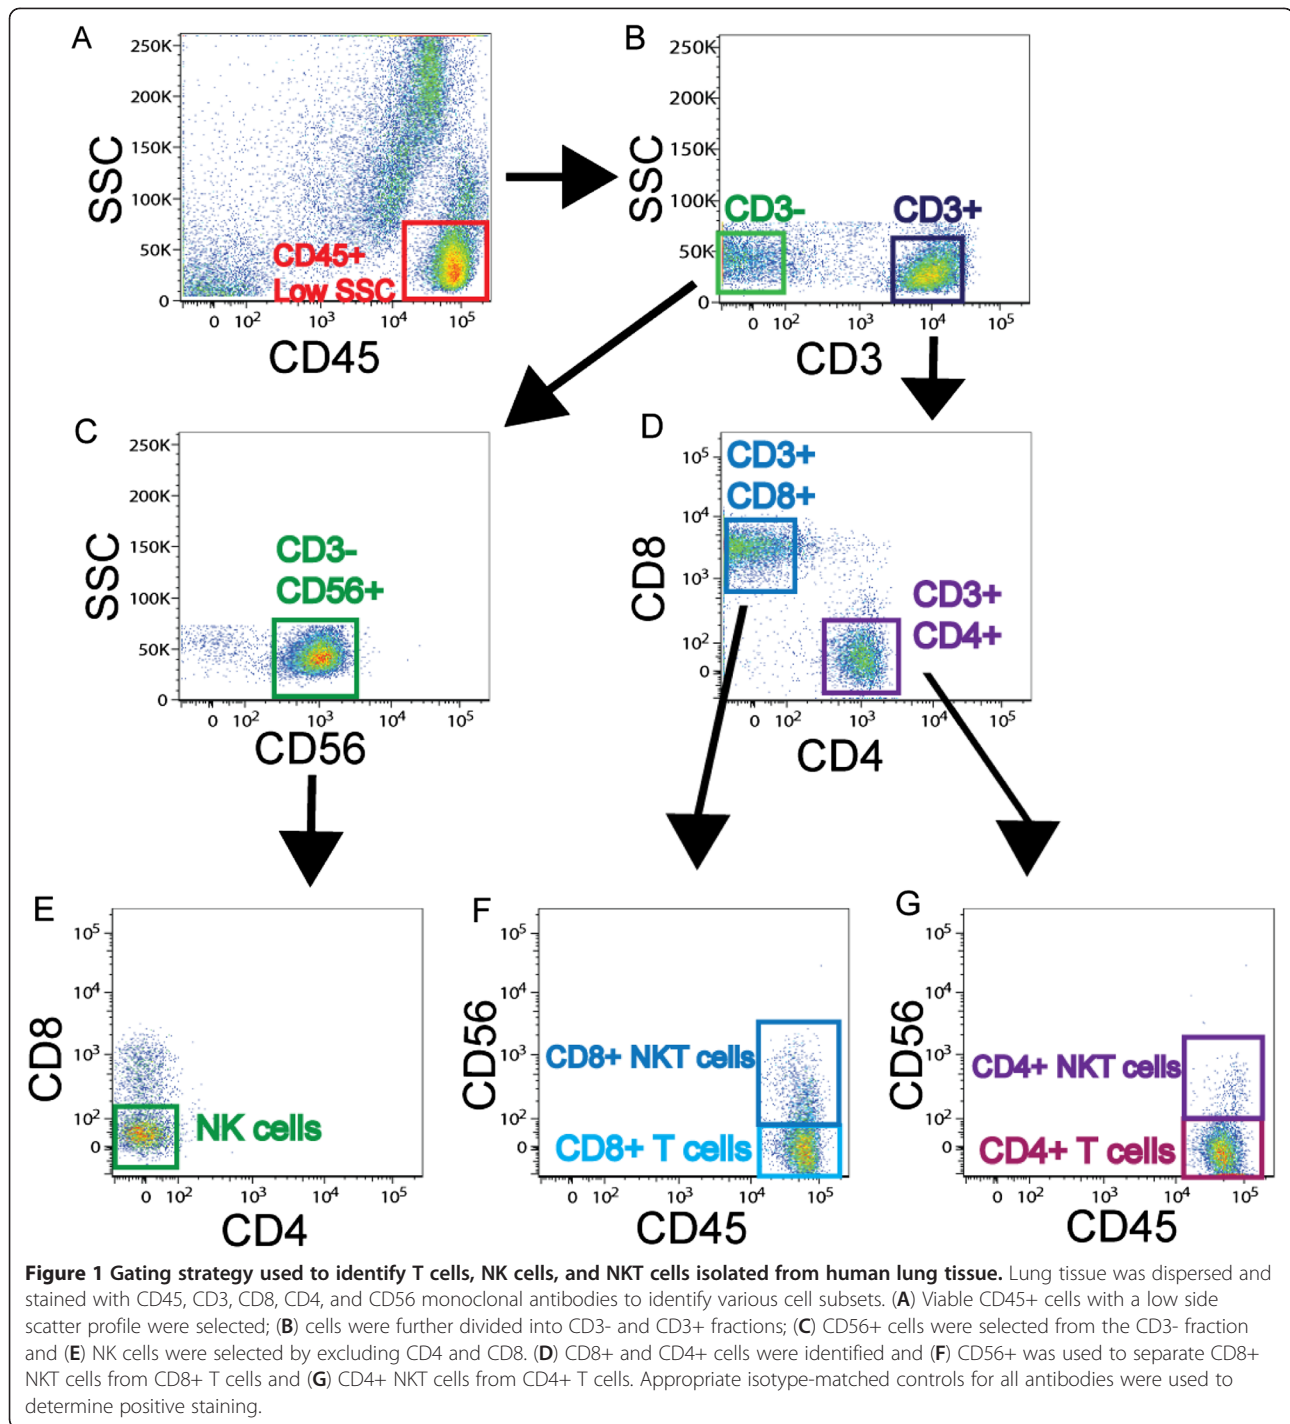 A
250K
200K
150K
100K
50K
0
SSC
CD45+
Low SSC
0 10² 10³ 10⁴ 10⁵
CD45
B
250K
200K
150K
100K
50K
0
SSC
CD3-
CD3+
0 10² 10³ 10⁴ 10⁵
CD3
C
250K
200K
150K
100K
50K
0
SSC
CD3-
CD56+
0 10² 10³ 10⁴ 10⁵
CD56
D
10⁵
10⁴
10³
10²
0
CD8
CD3+
CD8+
CD3+
CD4+
0 10² 10³ 10⁴ 10⁵
CD4
E
10⁵
10⁴
10³
10²
0
CD8
NK cells
0 10² 10³ 10⁴ 10⁵
CD4
F
10⁵
10⁴
10³
10²
0
CD56
CD8+ NKT cells
CD8+ T cells
0 10² 10³ 10⁴ 10⁵
CD45
G
10⁵
10⁴
10³
10²
0
CD56
CD4+ NKT cells
CD4+ T cells
0 10² 10³ 10⁴ 10⁵
CD45
Figure 1 Gating strategy used to identify T cells, NK cells, and NKT cells isolated from human lung tissue. Lung tissue was dispersed and
stained with CD45, CD3, CD8, CD4, and CD56 monoclonal antibodies to identify various cell subsets. (A) Viable CD45+ cells with a low side
scatter profile were selected; (B) cells were further divided into CD3- and CD3+ fractions; (C) CD56+ cells were selected from the CD3- fraction
and (E) NK cells were selected by excluding CD4 and CD8. (D) CD8+ and CD4+ cells were identified and (F) CD56+ was used to separate CD8+
NKT cells from CD8+ T cells and (G) CD4+ NKT cells from CD4+ T cells. Appropriate isotype-matched controls for all antibodies were used to
determine positive staining.